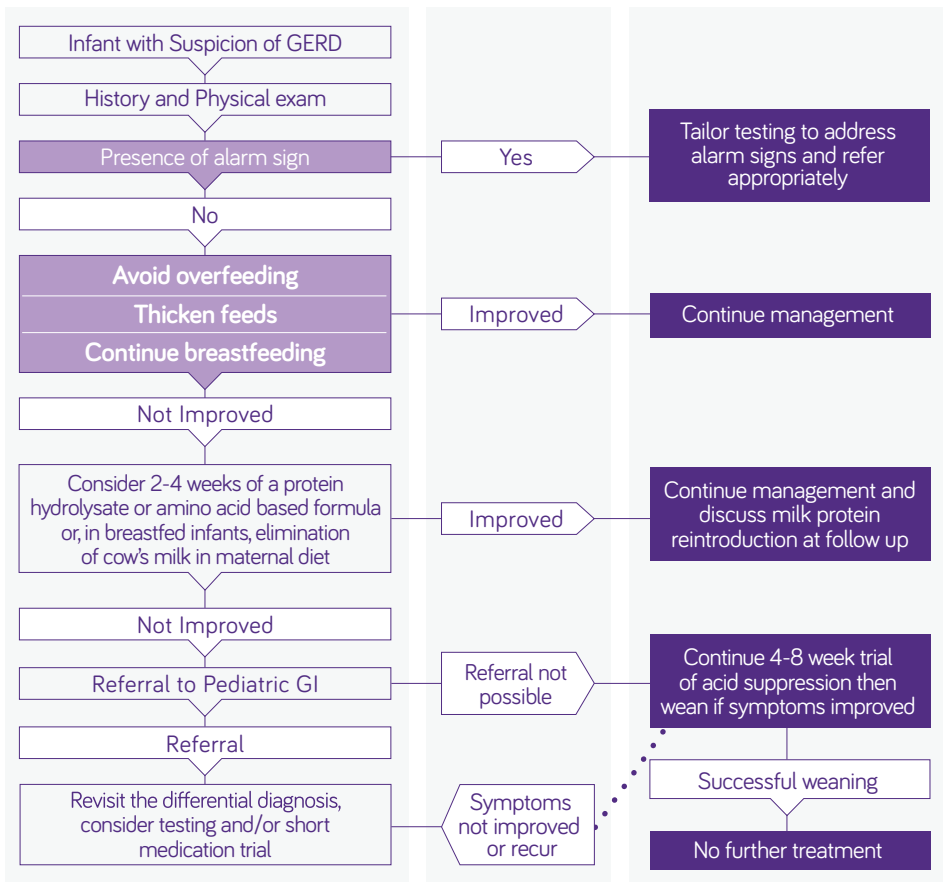 Infant with Suspicion of GERD
History and Physical exam
Presence of alarm sign
Yes
Tailor testing to address
alarm signs and refer
appropriately
No
Avoid overfeeding
Thicken feeds
Continue breastfeeding
Improved
Continue management
Not Improved
Consider 2-4 weeks of a protein
hydrolysate or amino acid based formula
or, in breastfed infants, elimination
of cow's milk in maternal diet
Improved
Continue management and
discuss milk protein
reintroduction at follow up
Not Improved
Referral to Pediatric GI
Referral not
possible
Continue 4-8 week trial
of acid suppression then
wean if symptoms improved
Referral
Successful weaning
Revisit the differential diagnosis,
consider testing and/or short
medication trial
Symptoms
not improved
or recur
No further treatment